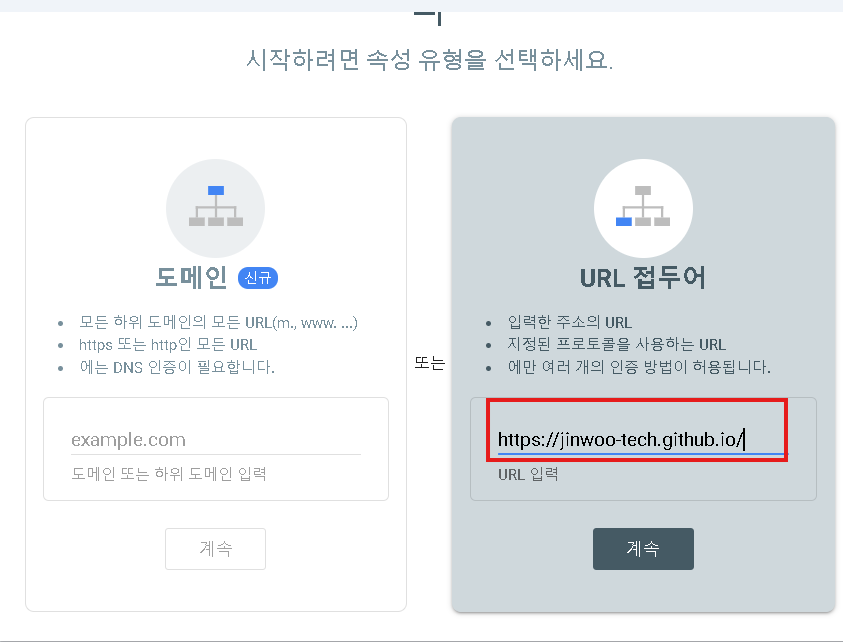 시작하려면 속성 유형을 선택하세요.
도메인 신규
• 모든 하위 도메인의 모든 URL(m., www. ...)
• https 또는 http인 모든 URL
• 에는 DNS 인증이 필요합니다.
example.com
도메인 또는 하위 도메인 입력
계속
또는
URL 접두어
• 입력한 주소의 URL
• 지정된 프로토콜을 사용하는 URL
• 에만 여러 개의 인증 방법이 허용됩니다.
https://jinwoo-tech.github.io/
URL 입력
계속